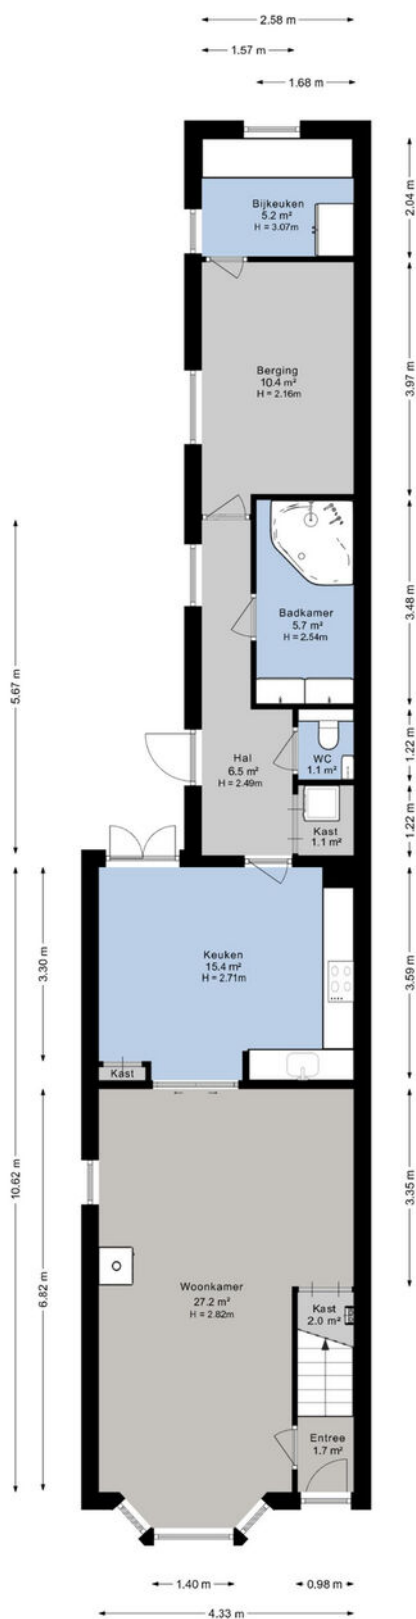 2.58 m
1.57 m
1.68 m
2.04 m
Bijkeuken
5.2 m²
H = 3.07m
3.97 m
Berging
10.4 m²
H = 2.16m
3.48 m
Badkamer
5.7 m²
H = 2.54m
5.67 m
1.22 m
WC
1.1 m²
Hal
6.5 m²
H = 2.49m
1.22 m
Kast
1.1 m²
3.30 m
3.59 m
Keuken
15.4 m²
H = 2.71m
Kast
10.62 m
6.82 m
3.35 m
Woonkamer
27.2 m²
H = 2.82m
Kast
2.0 m²
Entree
1.7 m²
1.40 m
0.98 m
4.33 m